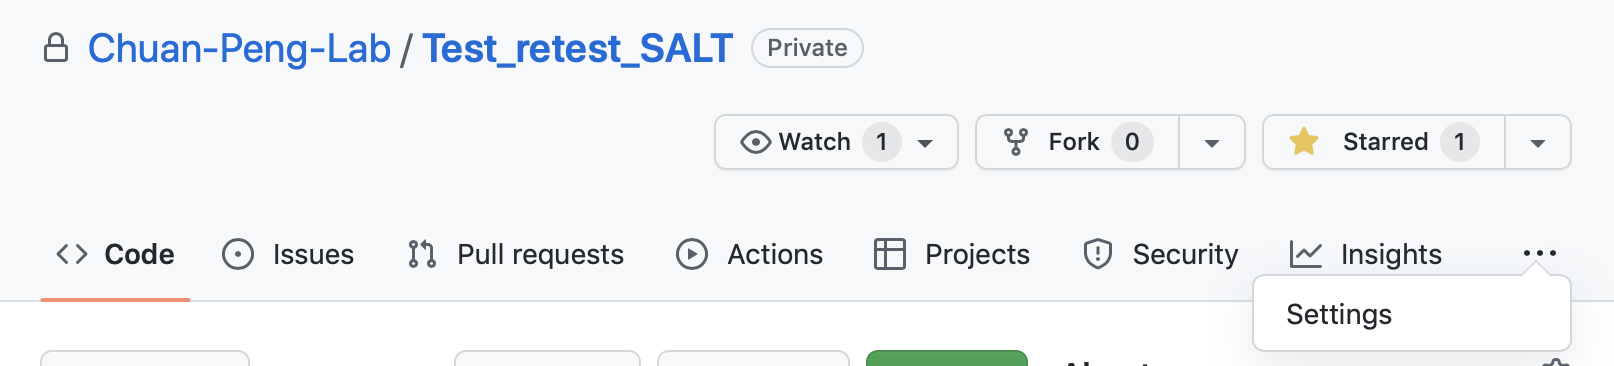 Chuan-Peng-Lab / Test_retest_SALT Private
Watch 1 Fork 0 Starred 1
Code Issues Pull requests Actions Projects Security Insights
Settings